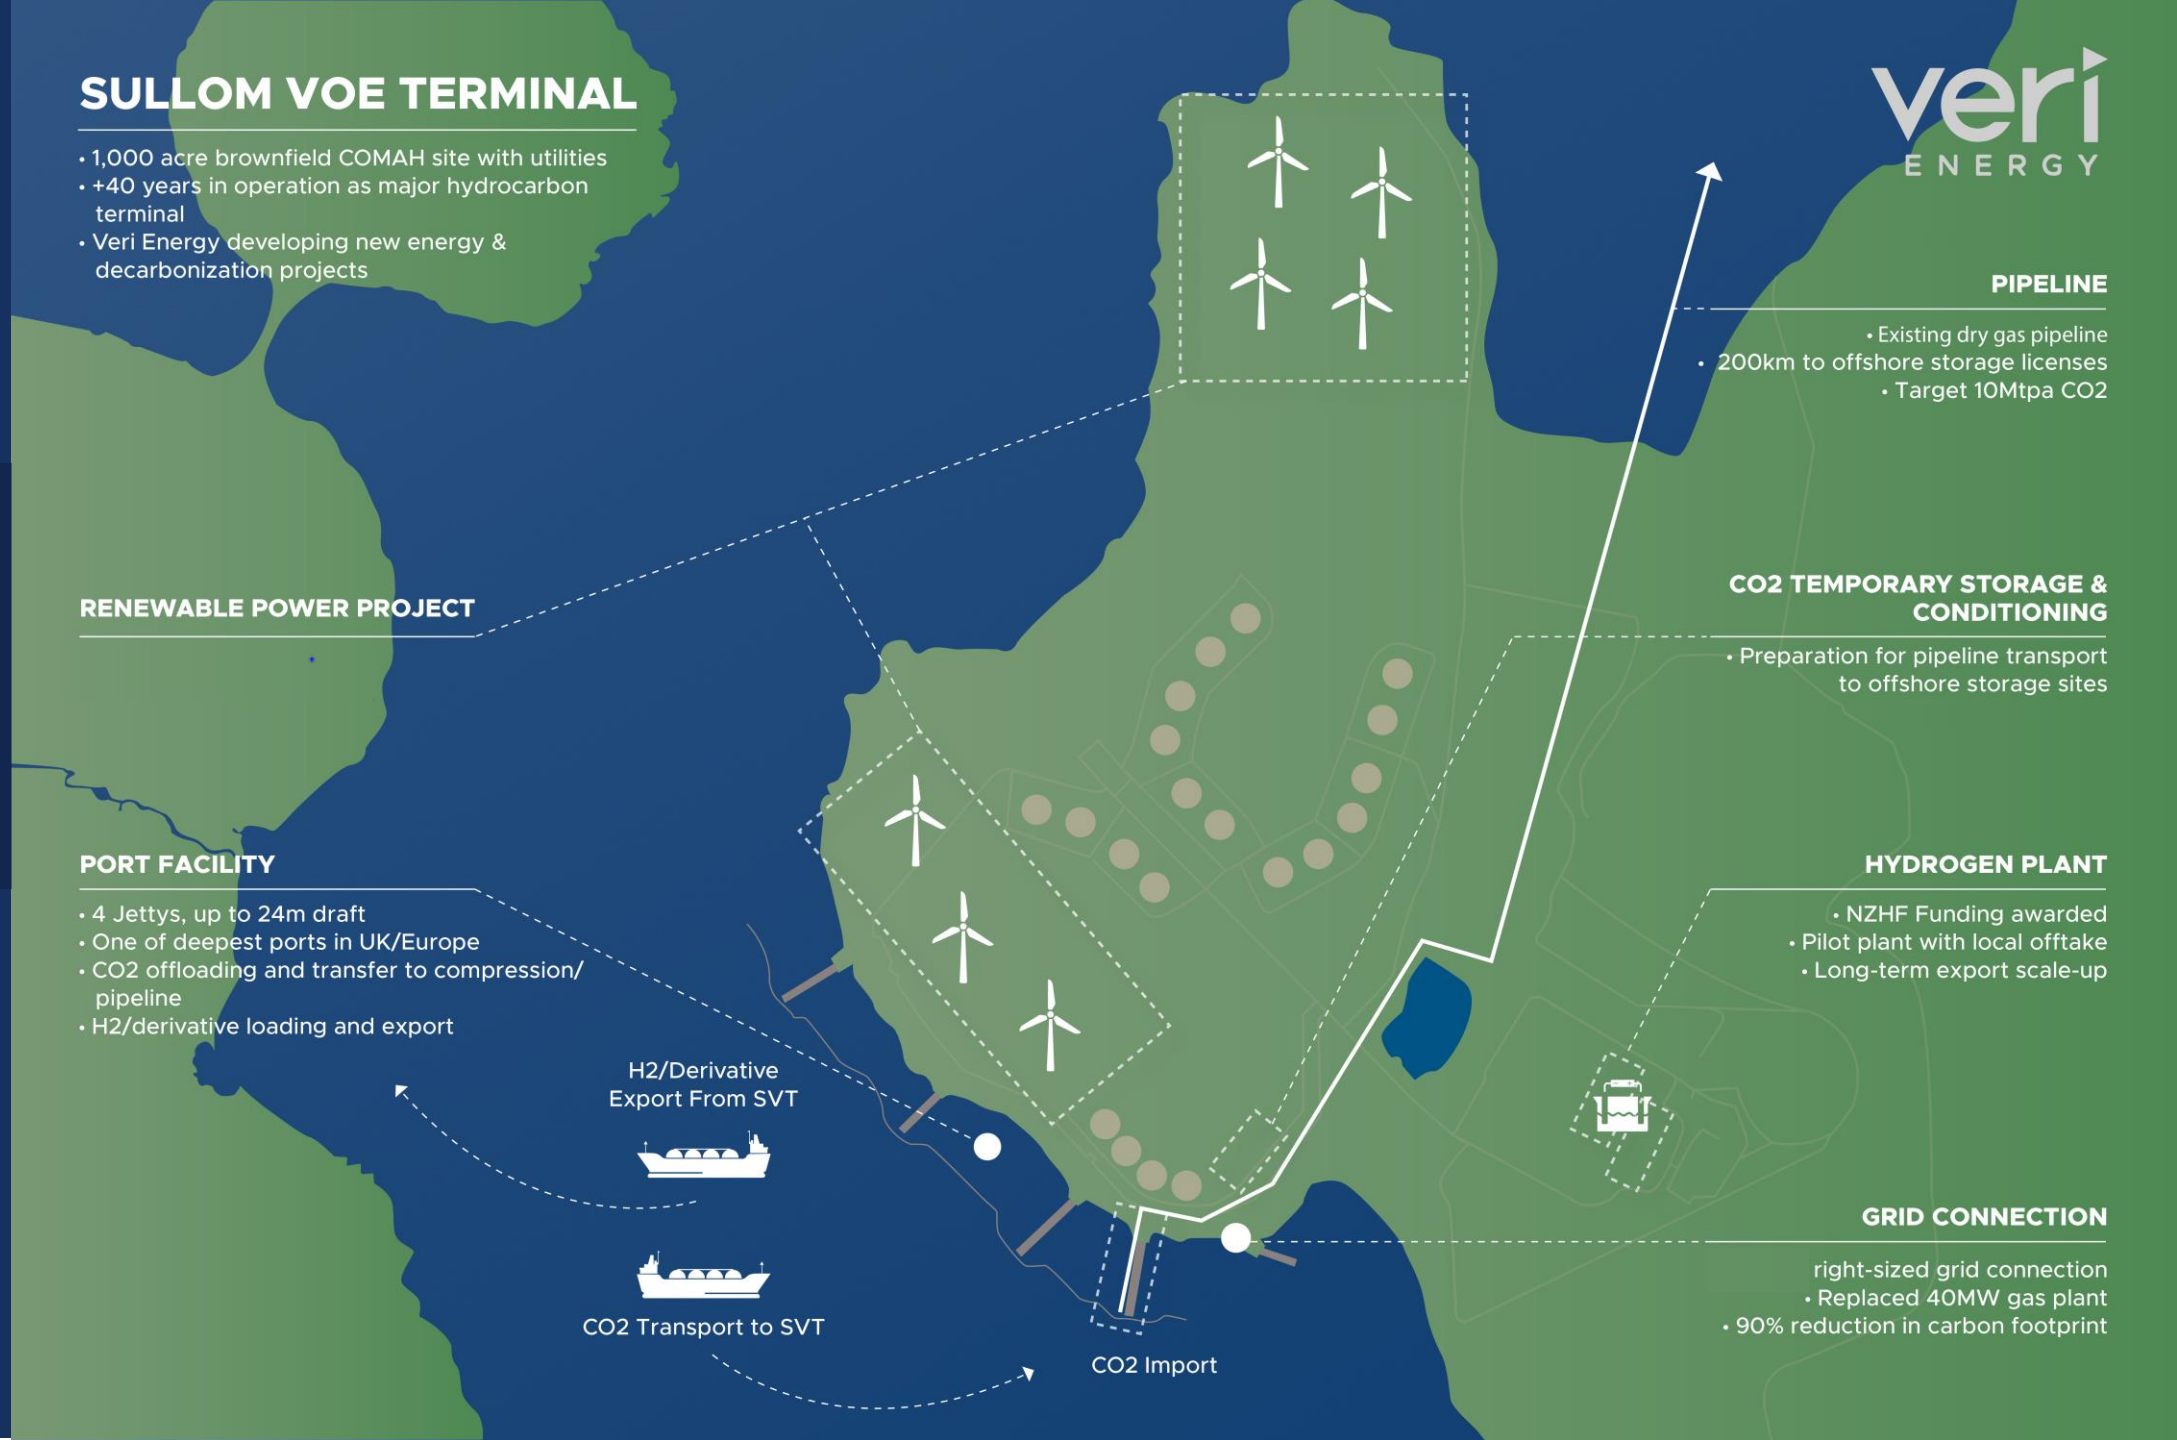 SULLOM VOE TERMINAL
• 1,000 acre brownfield COMAH site with utilities
• +40 years in operation as major hydrocarbon
terminal
• Veri Energy developing new energy &
decarbonization projects
veri
ENERGY
PIPELINE
• Existing dry gas pipeline
• 200km to offshore storage licenses
• Target 10Mtpa CO2
RENEWABLE POWER PROJECT
CO2 TEMPORARY STORAGE &
CONDITIONING
• Preparation for pipeline transport
to offshore storage sites
PORT FACILITY
• 4 Jettys, up to 24m draft
• One of deepest ports in UK/Europe
• CO2 offloading and transfer to compression/
pipeline
• H2/derivative loading and export
HYDROGEN PLANT
• NZHF Funding awarded
• Pilot plant with local offtake
• Long-term export scale-up
H2/Derivative
Export From SVT
CO2 Transport to SVT
CO2 Import
GRID CONNECTION
right-sized grid connection
• Replaced 40MW gas plant
• 90% reduction in carbon footprint